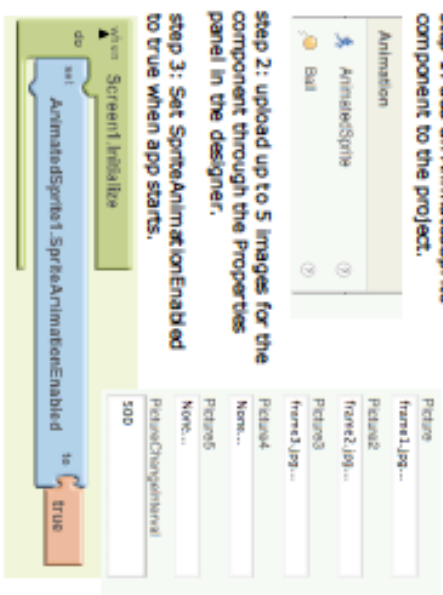 component to the project.
Animation
AnimatedSprite
Ball
step 2: upload up to 5 images for the
component through the Properties
panel in the designer.
step 3: Set SpriteAnimationEnabled
to true when app starts.
when Screen1.Initialize
do
set AnimatedSprite1.SpriteAnimationEnabled to true
Picture
frame1.jpg...
Picture2
frame2.jpg...
Picture3
frame3.jpg...
Picture4
None...
Picture5
None...
PictureChangeInterval
500